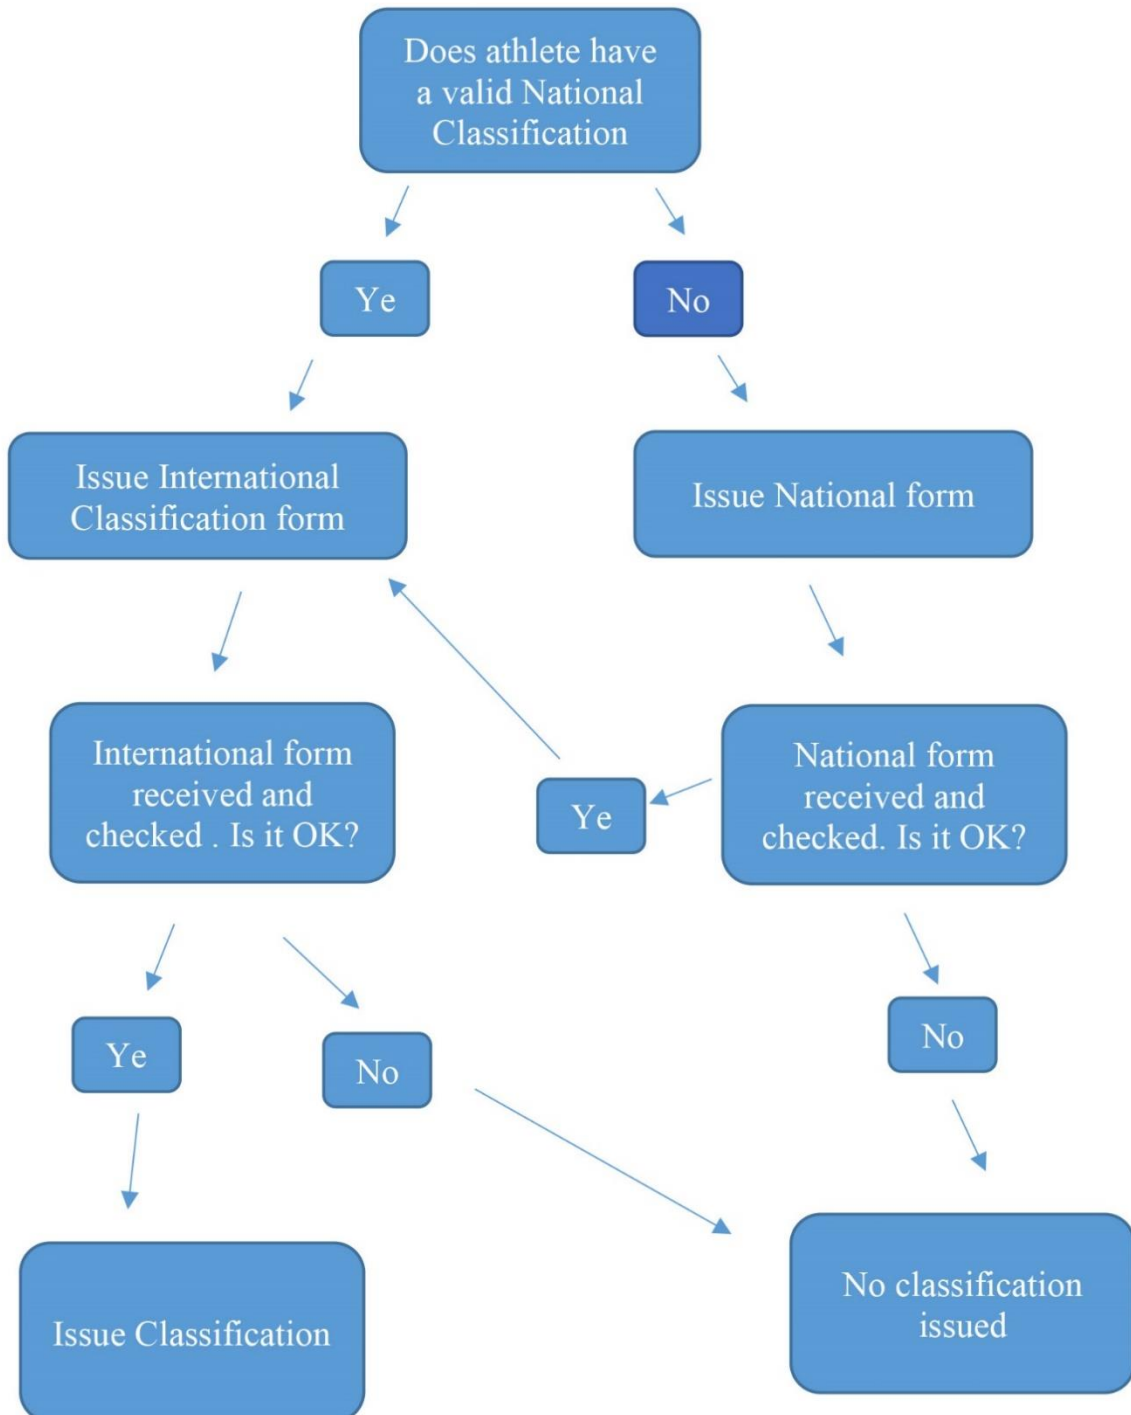 Does athlete have
a valid National
Classification
Ye
No
Issue International
Classification form
Issue National form
International form
received and
checked . Is it OK?
Ye
National form
received and
checked. Is it OK?
Ye
No
No
Issue Classification
No classification
issued